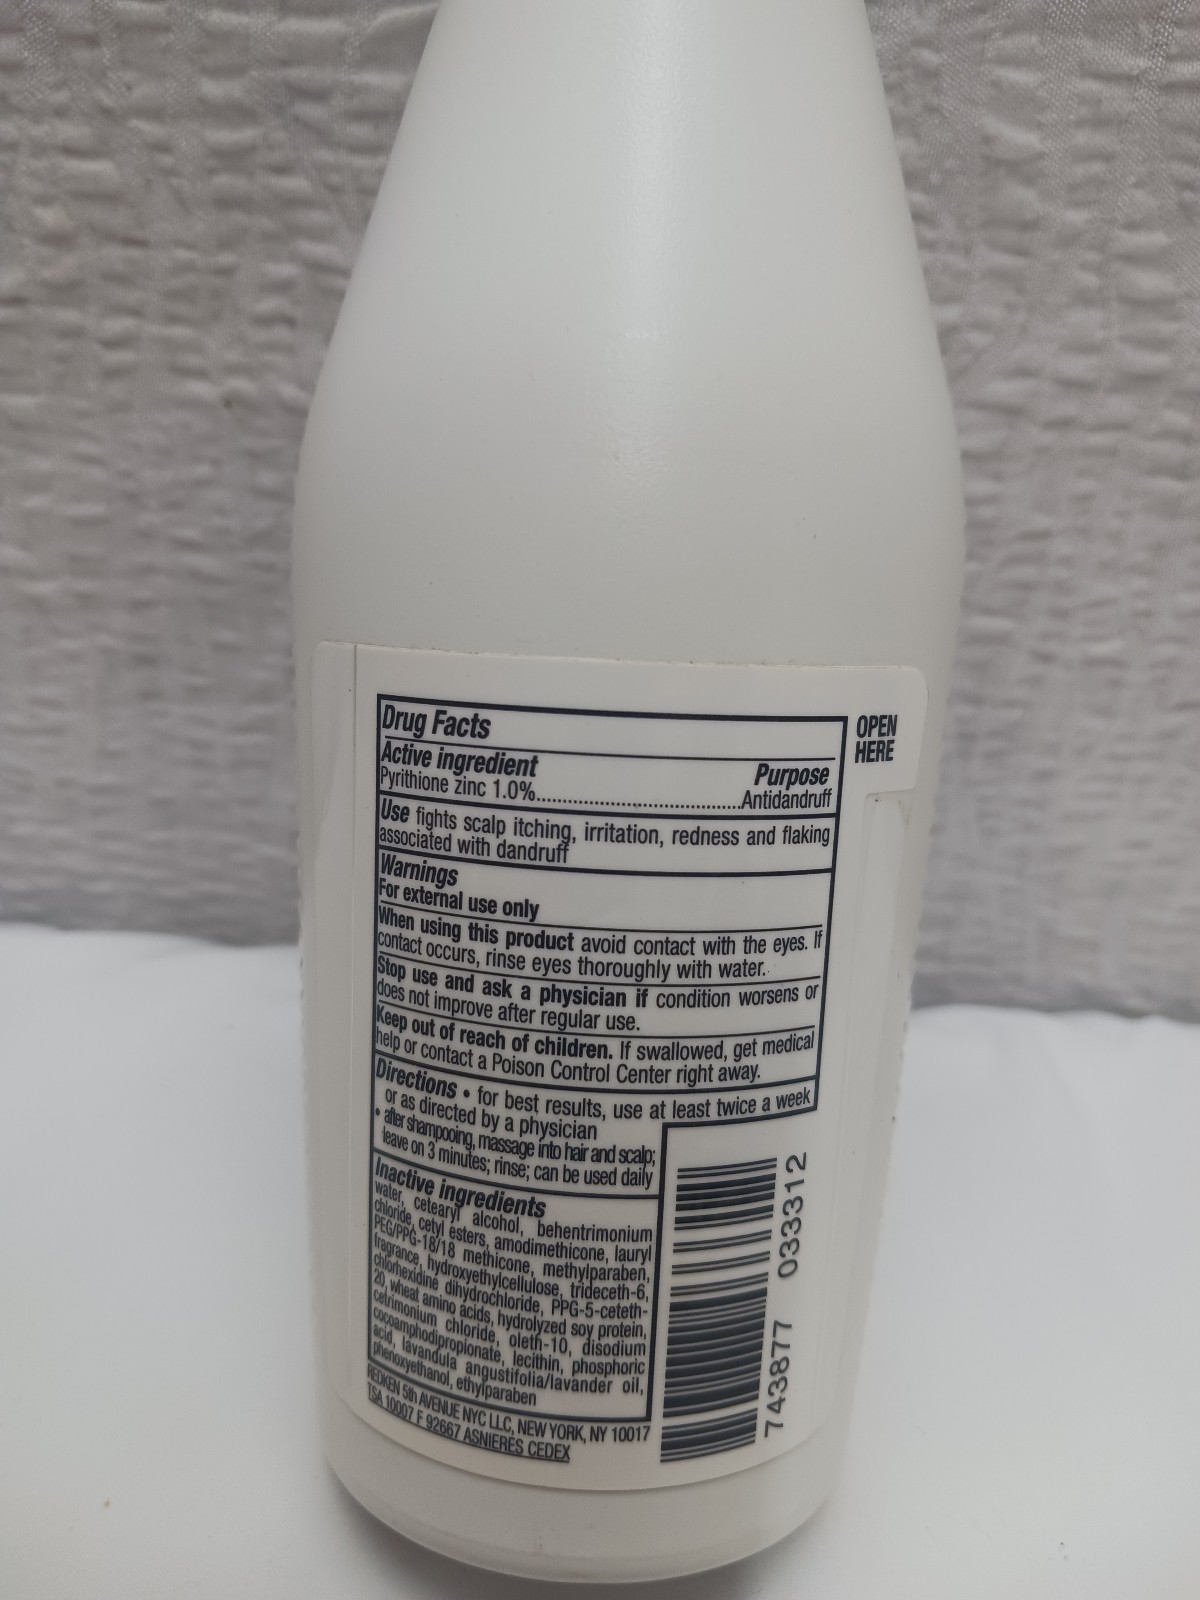 Drug Facts
Active ingredient Purpose
Pyrithione zinc 1.0%..........................................Antidandruff
Use fights scalp itching, irritation, redness and flaking
associated with dandruff
Warnings
For external use only
When using this product avoid contact with the eyes. If
contact occurs, rinse eyes thoroughly with water.
Stop use and ask a physician if condition worsens or
does not improve after regular use.
Keep out of reach of children. If swallowed, get medical
help or contact a Poison Control Center right away.
Directions • for best results, use at least twice a week
or as directed by a physician
• after shampooing, massage into hair and scalp;
leave on 3 minutes; rinse; can be used daily
Inactive ingredients
water, cetearyl alcohol, behentrimonium
chloride, cetyl esters, amodimethicone, lauryl
PEG/PPG-18/18 methicone, methylparaben,
fragrance, hydroxyethylcellulose, trideceth-6,
chlorhexidine dihydrochloride, PPG-5-ceteth-
20, wheat amino acids, hydrolyzed soy protein,
cetrimonium chloride, oleth-10, disodium
cocoamphodipropionate, lecithin, phosphoric
acid, lavandula angustifolia/lavander oil,
phenoxyethanol, ethylparaben
REDKEN 5th AVENUE NYC LLC, NEW YORK, NY 10017
TSA 10007 F 92667 ASNIERES CEDEX
OPEN
HERE
743877 033312